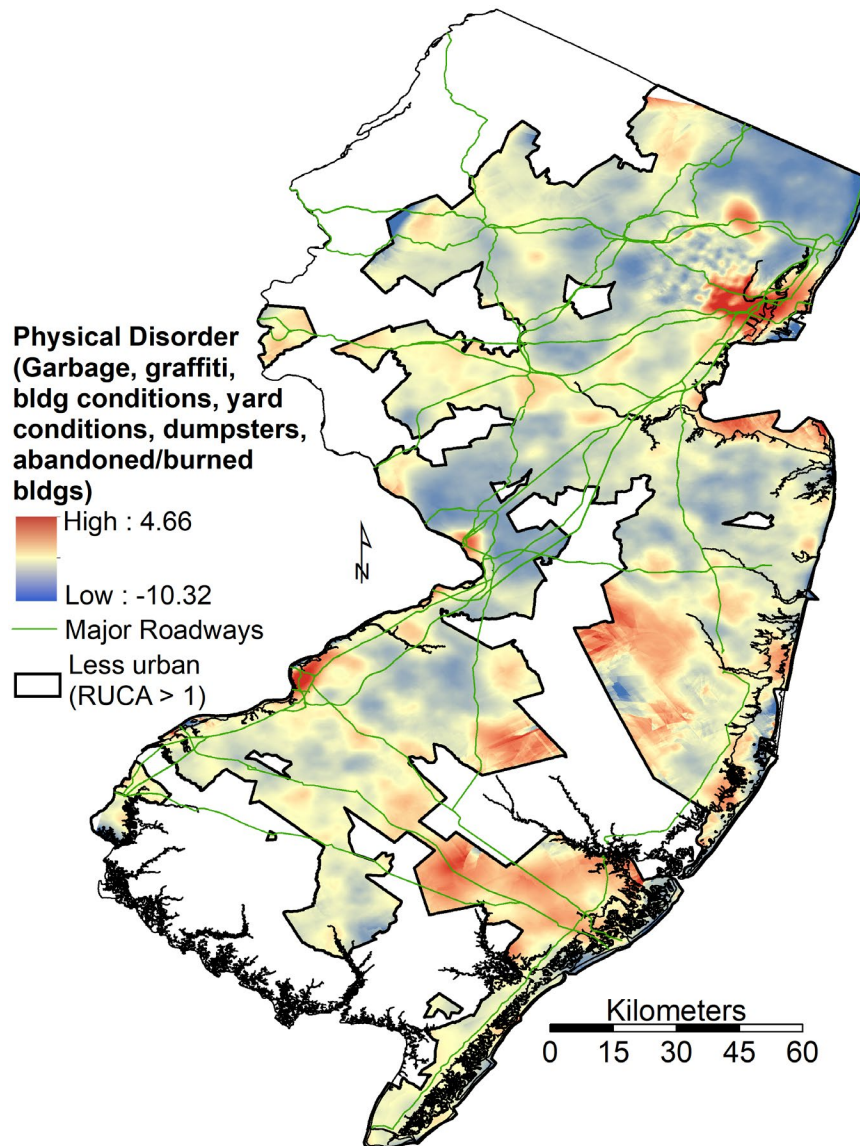 Physical Disorder
(Garbage, graffiti,
bldg conditions, yard
conditions, dumpsters,
abandoned/burned
bldgs)
High : 4.66
Low : -10.32
Major Roadways
Less urban
(RUCA > 1)
N
Kilometers
0 15 30 45 60